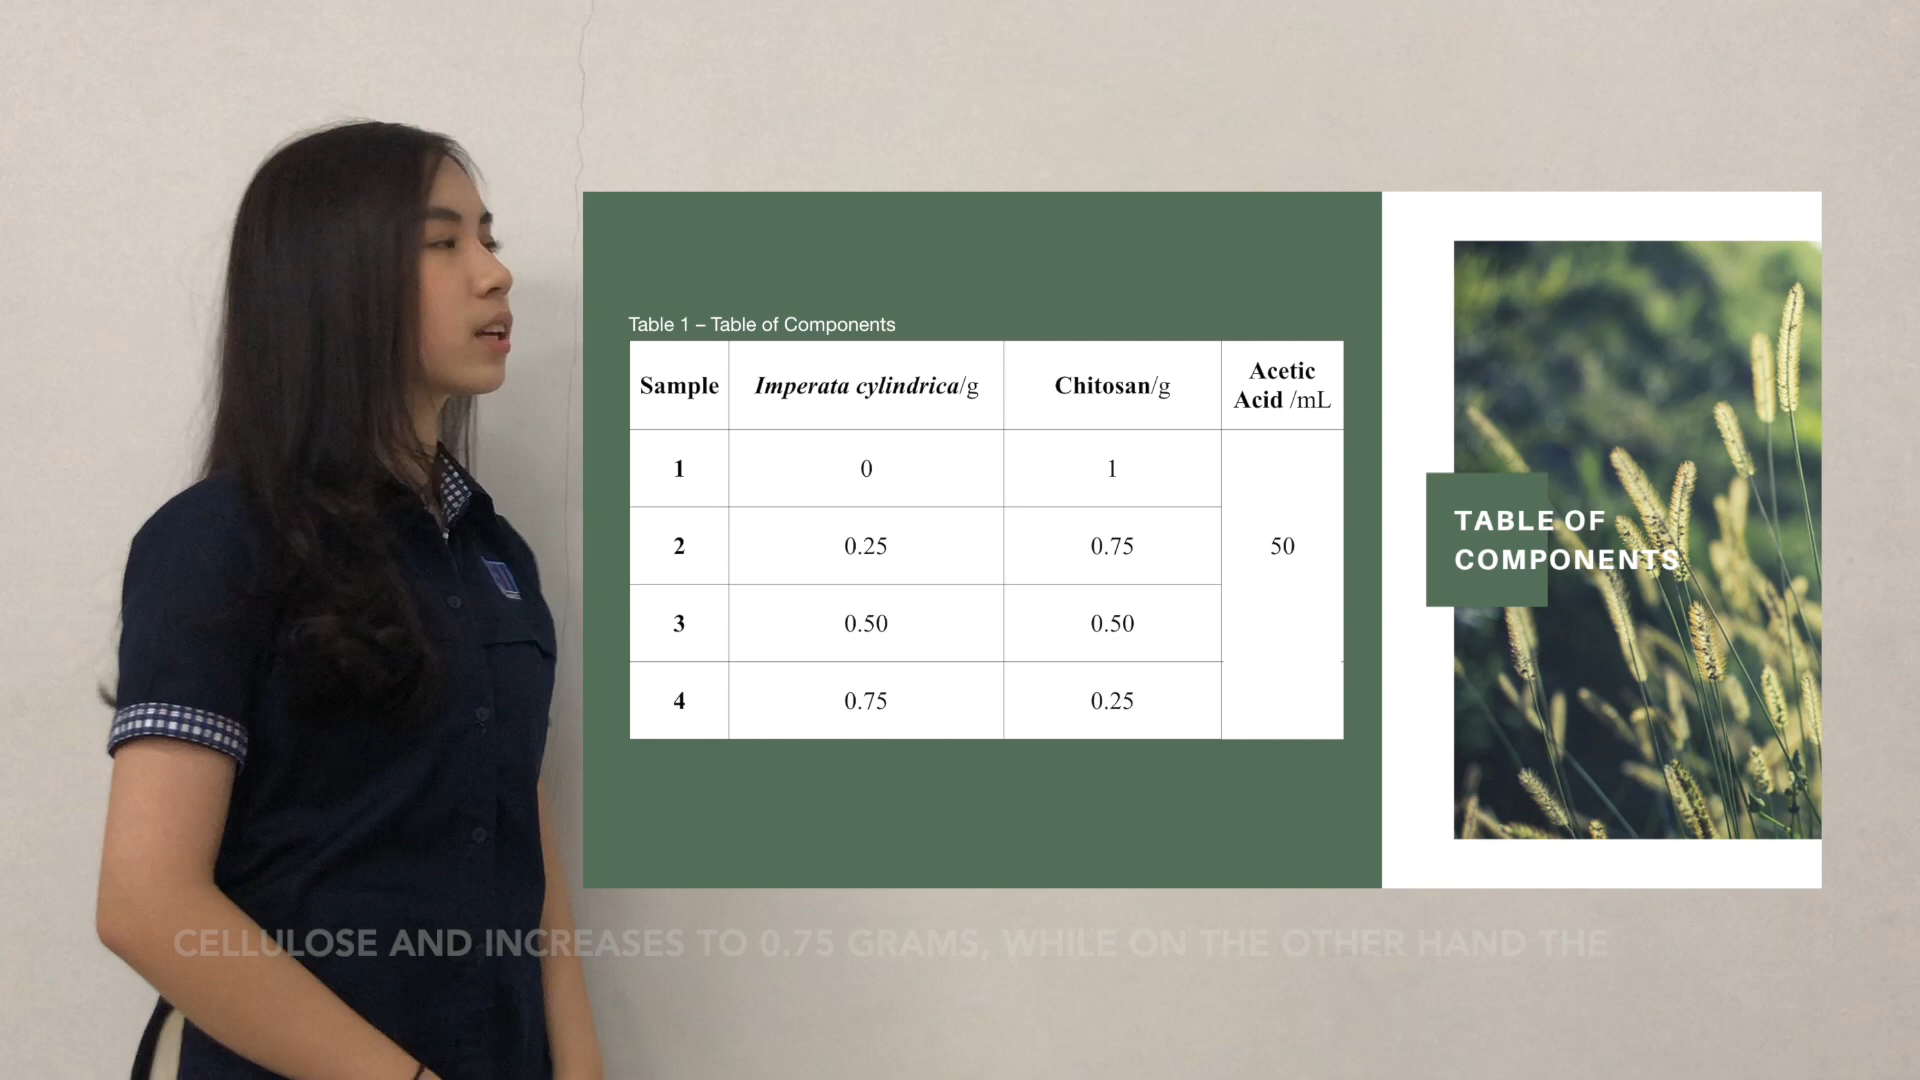 Table 1 – Table of Components
Sample Imperata cylindrica/g Chitosan/g Acetic Acid /mL
1 0 1
2 0.25 0.75 50
3 0.50 0.50
4 0.75 0.25
TABLE OF
COMPONENTS
CELLULOSE AND INCREASES TO 0.75 GRAMS, WHILE ON THE OTHER HAND THE